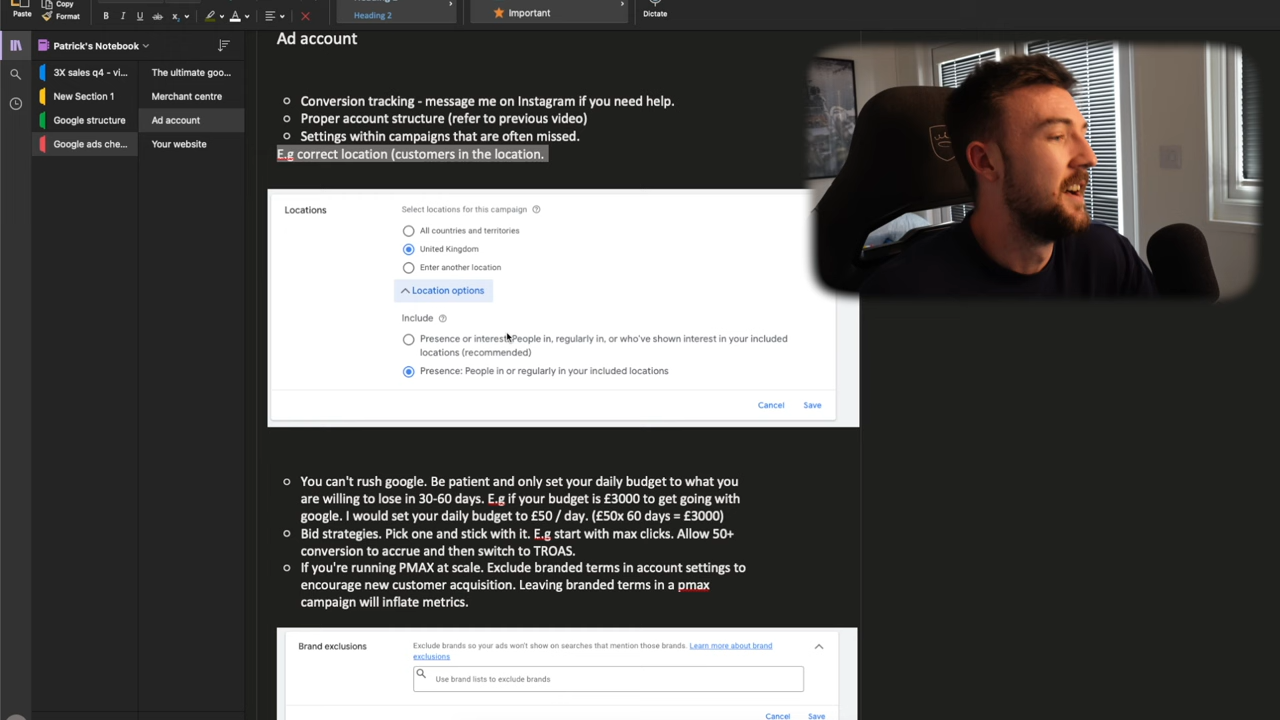 Paste
Copy
Format
B I U ab x
A
Heading 2
Important
Dictate
Patrick's Notebook
3X sales q4 - vi...
The ultimate goo...
New Section 1
Merchant centre
Google structure
Ad account
Google ads che...
Your website
Ad account
Conversion tracking - message me on Instagram if you need help.
Proper account structure (refer to previous video)
Settings within campaigns that are often missed.
E.g correct location (customers in the location.
Locations
Select locations for this campaign
All countries and territories
United Kingdom
Enter another location
Location options
Include
Presence or interest: People in, regularly in, or who've shown interest in your included
locations (recommended)
Presence: People in or regularly in your included locations
Cancel Save
You can't rush google. Be patient and only set your daily budget to what you
are willing to lose in 30-60 days. E.g if your budget is £3000 to get going with
google. I would set your daily budget to £50 / day. (£50x 60 days = £3000)
Bid strategies. Pick one and stick with it. E.g start with max clicks. Allow 50+
conversion to accrue and then switch to TROAS.
If you're running PMAX at scale. Exclude branded terms in account settings to
encourage new customer acquisition. Leaving branded terms in a pmax
campaign will inflate metrics.
Brand exclusions
Exclude brands so your ads won't show on searches that mention those brands. Learn more about brand
exclusions
Use brand lists to exclude brands
Cancel Save